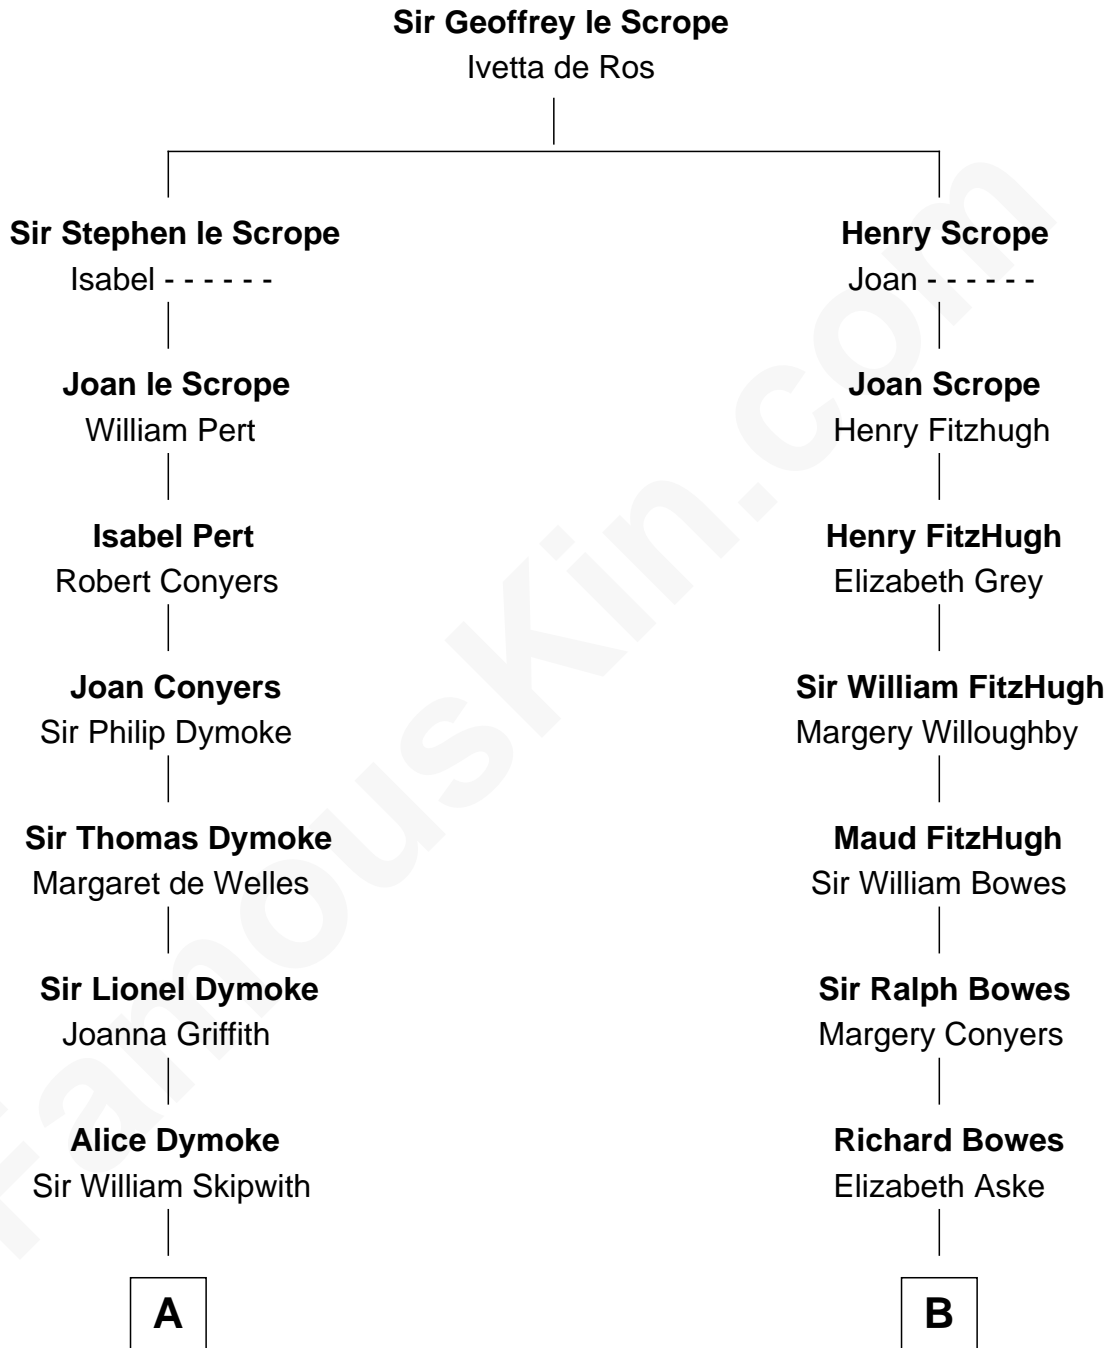 Sir Geoffrey le Scrope
Ivetta de Ros
Sir Stephen le Scrope
Isabel - - - - - -
Joan le Scrope
William Pert
Isabel Pert
Robert Conyers
Joan Conyers
Sir Philip Dymoke
Sir Thomas Dymoke
Margaret de Welles
Sir Lionel Dymoke
Joanna Griffith
Alice Dymoke
Sir William Skipwith
A
Henry Scrope
Joan - - - - - -
Joan Scrope
Henry Fitzhugh
Henry FitzHugh
Elizabeth Grey
Sir William FitzHugh
Margery Willoughby
Maud FitzHugh
Sir William Bowes
Sir Ralph Bowes
Margery Conyers
Richard Bowes
Elizabeth Aske
B
FamousKin.com